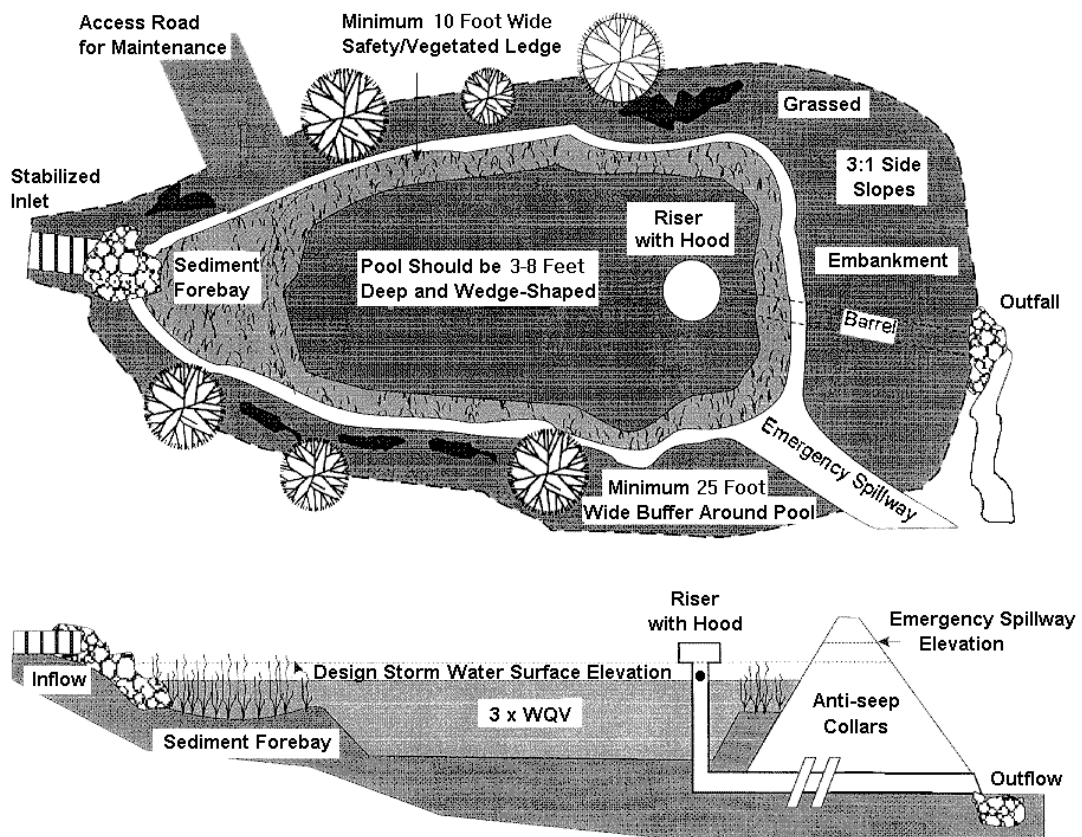 Access Road
for Maintenance
Minimum 10 Foot Wide
Safety/Vegetated Ledge
Grassed
3:1 Side
Slopes
Stabilized
Inlet
Riser
with Hood
Sediment
Forebay
Pool Should be 3-8 Feet
Deep and Wedge-Shaped
Embankment
Outfall
Barrel
Emergency Spillway
Minimum 25 Foot
Wide Buffer Around Pool
Riser
with Hood
Emergency Spillway
Elevation
Inflow
Design Storm Water Surface Elevation
3 x WQV
Anti-seep
Collars
Sediment Forebay
Outflow